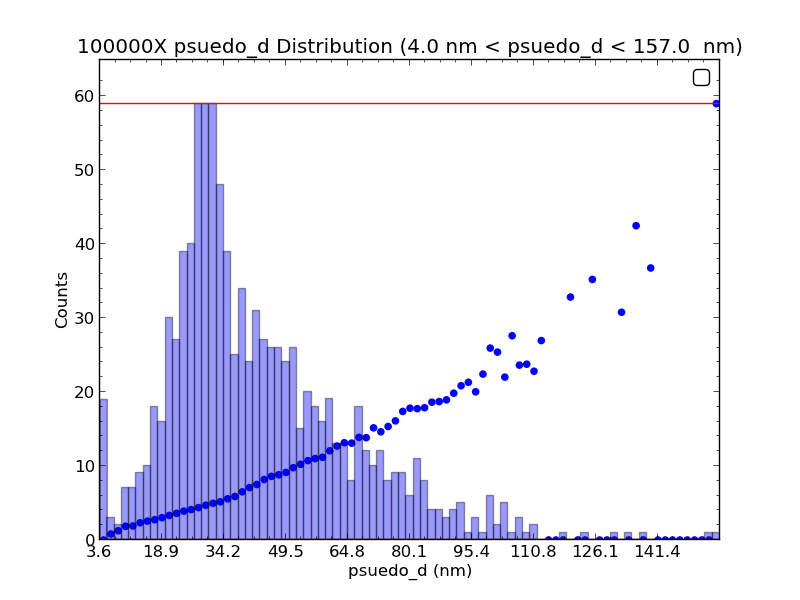 100000X psuedo_d Distribution (4.0 nm < psuedo_d < 157.0  nm)
60
50
40
30
20
10
0
Counts
3.6 18.9 34.2 49.5 64.8 80.1 95.4 110.8 126.1 141.4
psuedo_d (nm)